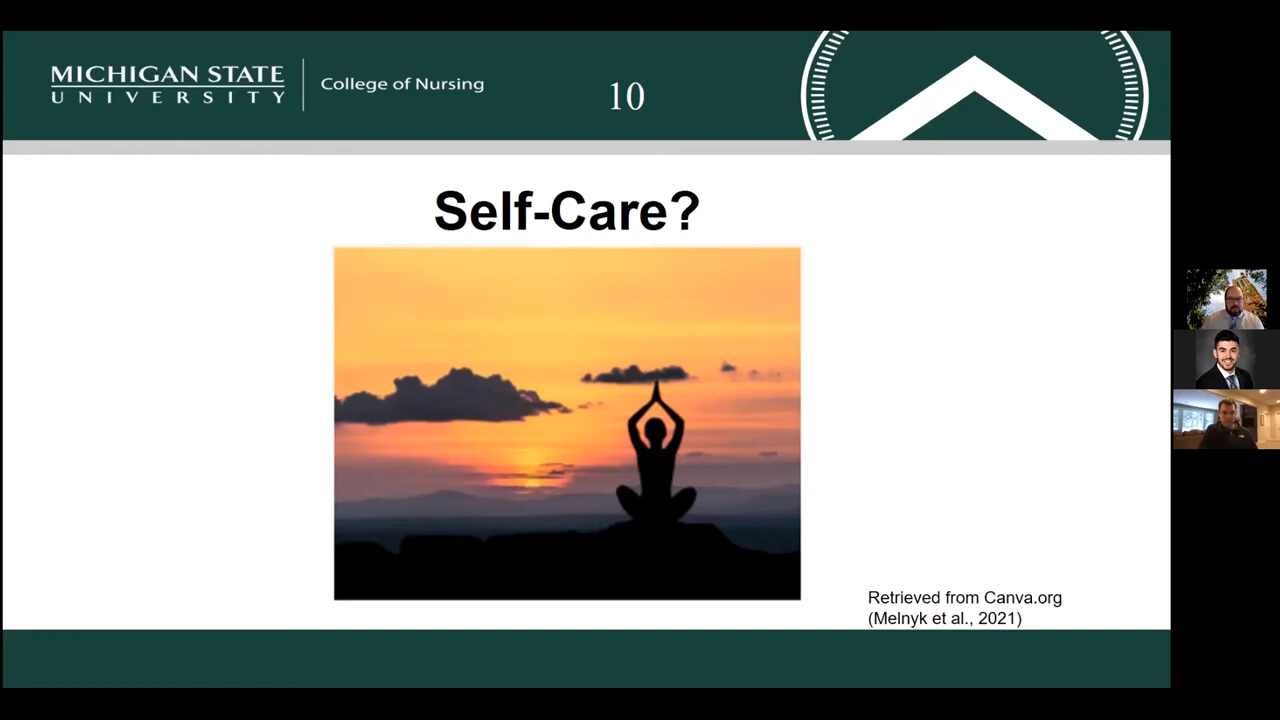 MICHIGAN STATE
UNIVERSITY
College of Nursing
10
Self-Care?
Retrieved from Canva.org
(Melnyk et al., 2021)